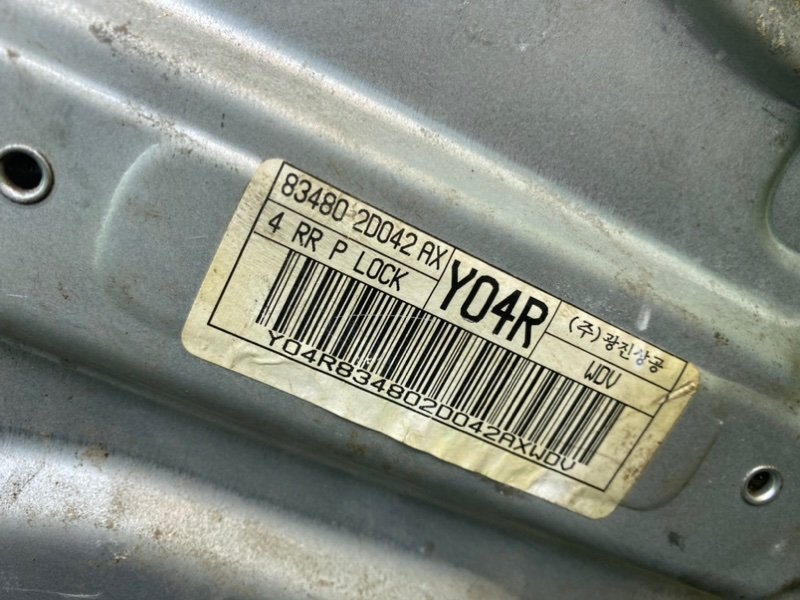 83480 2D042 AX
4 RR P LOCK
Y04R
(주)광진상공
WDV
Y04R834802D042AXWDV